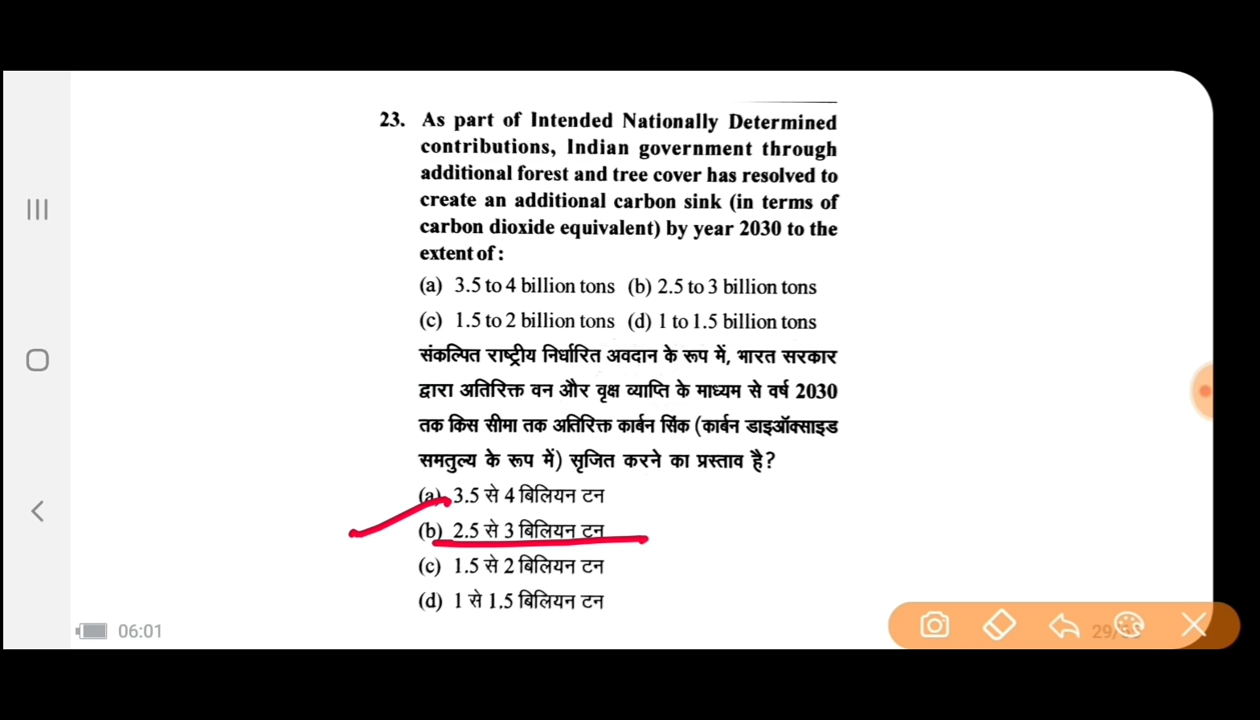 23. As part of Intended Nationally Determined
contributions, Indian government through
additional forest and tree cover has resolved to
create an additional carbon sink (in terms of
carbon dioxide equivalent) by year 2030 to the
extent of :
(a) 3.5 to 4 billion tons (b) 2.5 to 3 billion tons
(c) 1.5 to 2 billion tons (d) 1 to 1.5 billion tons
संकल्पित राष्ट्रीय निर्धारित अवदान के रूप में, भारत सरकार
द्वारा अतिरिक्त वन और वृक्ष व्याप्ति के माध्यम से वर्ष 2030
तक किस सीमा तक अतिरिक्त कार्बन सिंक (कार्बन डाइऑक्साइड
समतुल्य के रूप में) सृजित करने का प्रस्ताव है?
(a) 3.5 से 4 बिलियन टन
(b) 2.5 से 3 बिलियन टन
(c) 1.5 से 2 बिलियन टन
(d) 1 से 1.5 बिलियन टन
06:01